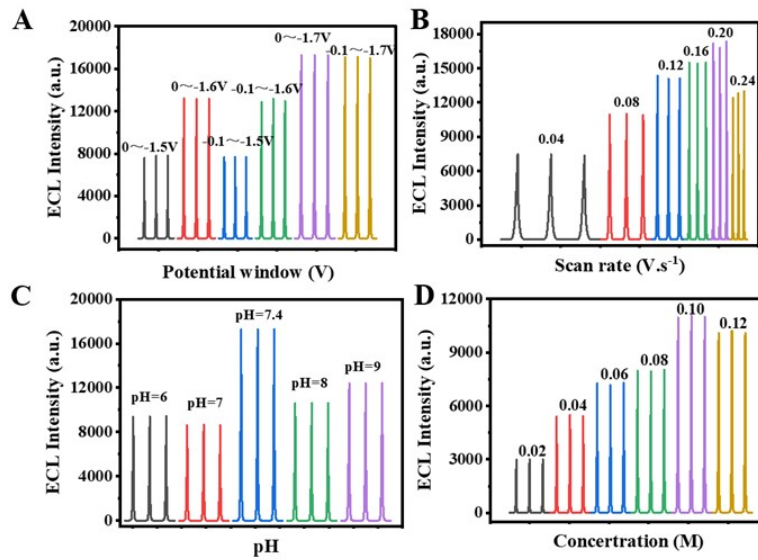 A
20000
16000
12000
8000
4000
0
ECL Intensity (a.u.)
0～-1.5V
0～-1.6V
-0.1～-1.5V
-0.1～-1.6V
0～-1.7V
-0.1～-1.7V
Potential window (V)
B
18000
15000
12000
9000
6000
3000
0
ECL Intensity (a.u.)
0.04
0.08
0.12
0.16
0.20
0.24
Scan rate (V.s-1)
C
20000
16000
12000
8000
4000
0
ECL Intensity (a.u.)
pH=6
pH=7
pH=7.4
pH=8
pH=9
pH
D
12000
9000
6000
3000
0
ECL Intensity (a.u.)
0.02
0.04
0.06
0.08
0.10
0.12
Concertration (M)